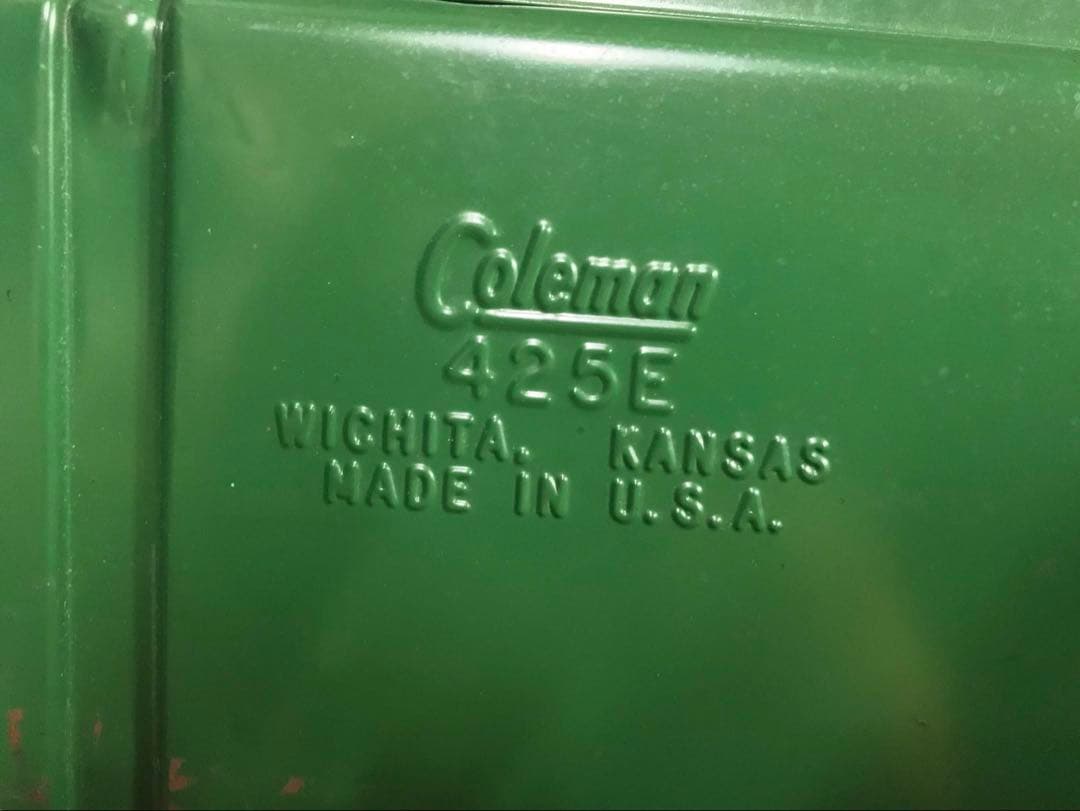 Coleman
425E
WICHITA. KANSAS
MADE IN U.S.A.